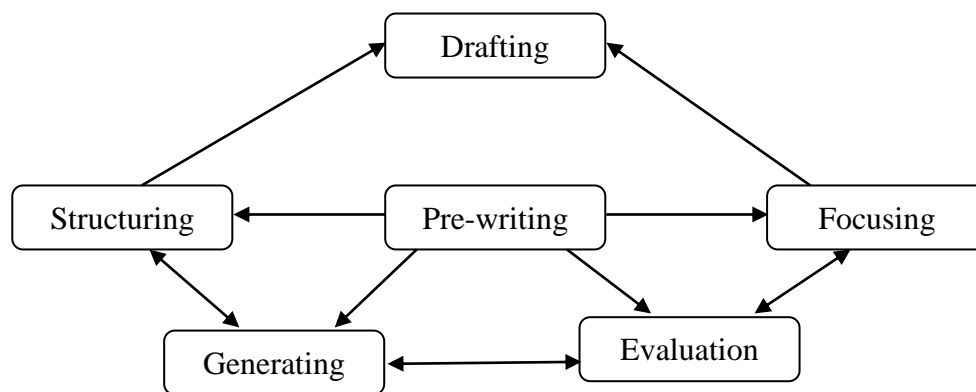 Drafting
Structuring
Pre-writing
Focusing
Generating
Evaluation